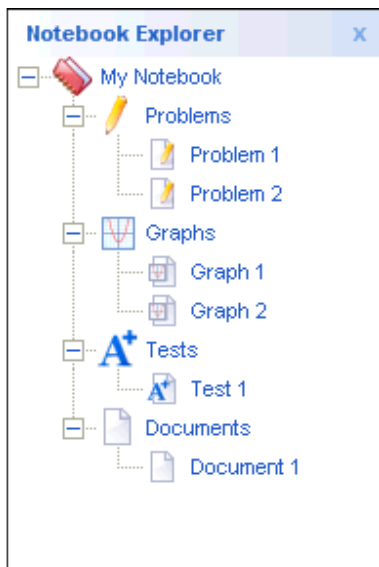 Notebook Explorer x
My Notebook
Problems
Problem 1
Problem 2
Graphs
Graph 1
Graph 2
A+ Tests
A+ Test 1
Documents
Document 1